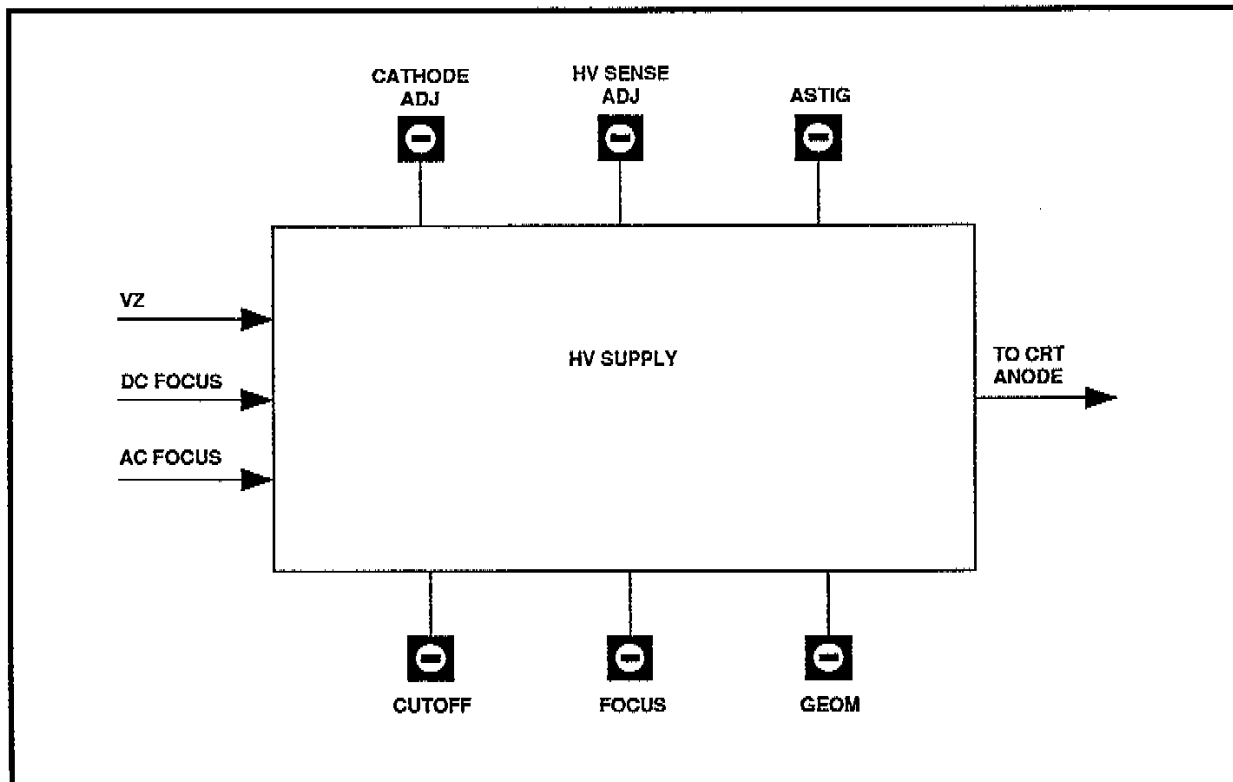 CATHODE
ADJ
HV SENSE
ADJ
ASTIG
VZ
DC FOCUS
AC FOCUS
HV SUPPLY
TO CRT
ANODE
CUTOFF
FOCUS
GEOM